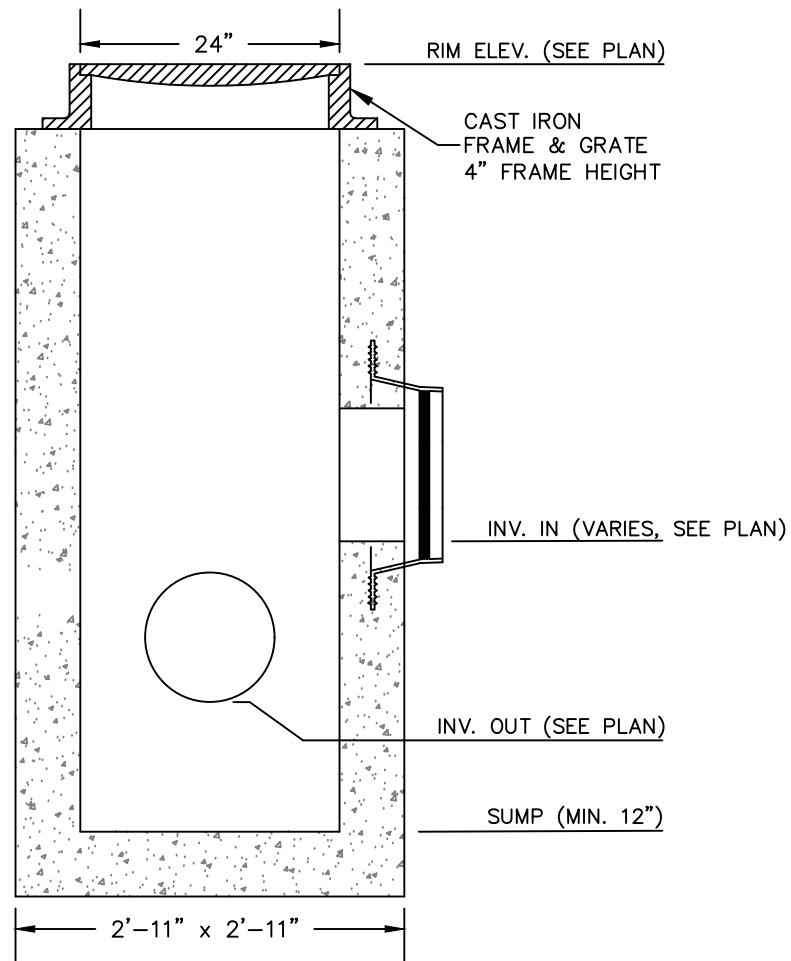 24”
RIM ELEV. (SEE PLAN)
CAST IRON
FRAME & GRATE
4” FRAME HEIGHT
INV. IN (VARIES, SEE PLAN)
INV. OUT (SEE PLAN)
SUMP (MIN. 12”)
2’-11” x 2’-11”